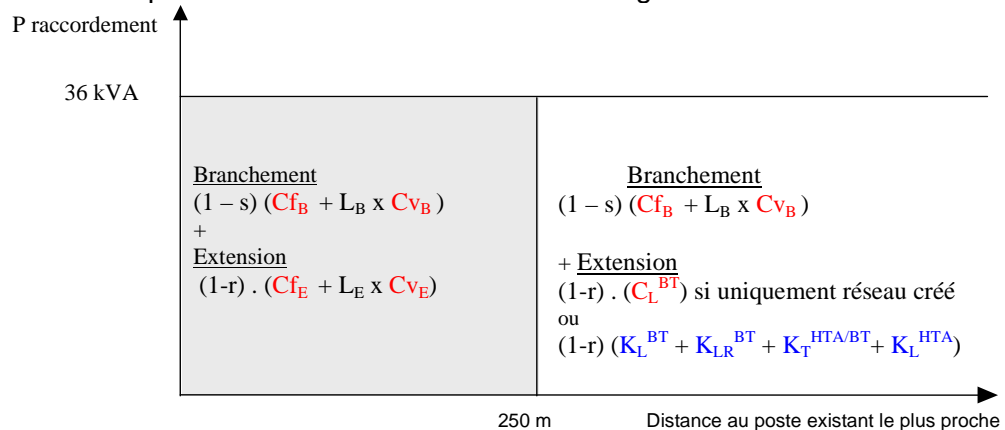 P raccordement
36 kVA
Branchement
(1 – s) (Cf_B + L_B x Cv_B )
+
Extension
(1-r) . (Cf_E + L_E x Cv_E)
Branchement
(1 – s) (Cf_B + L_B x Cv_B )
+ Extension
(1-r) . (C_L^BT) si uniquement réseau créé
ou
(1-r) (K_L^BT + K_LR^BT + K_T^HTA/BT+ K_L^HTA)
250 m
Distance au poste existant le plus proche